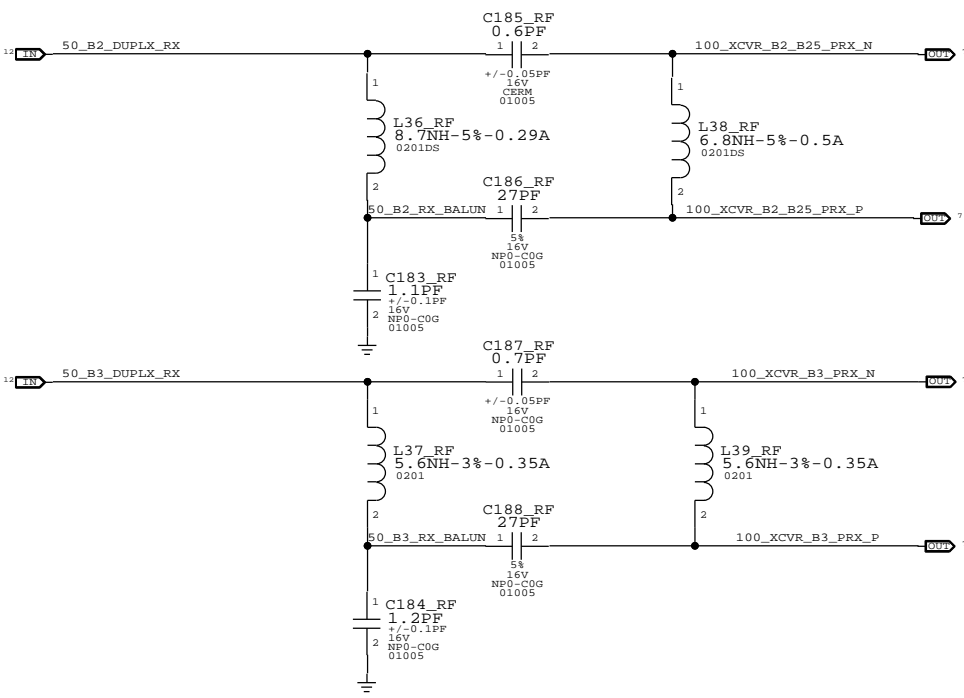 C185_RF
0.6PF
12 IN 50_B2_DUPLX_RX 1 2 100_XCVR_B2_B25_PRX_N OUT
+/-0.05PF
16V
CERM
01005
1 1
L36_RF L38_RF
8.7NH-5%-0.29A 6.8NH-5%-0.5A
0201DS 0201DS
2 2
C186_RF
27PF
50_B2_RX_BALUN 1 2 100_XCVR_B2_B25_PRX_P OUT 7
5%
16V
NP0-C0G
01005
1 C183_RF
1.1PF
+/-0.1PF
16V
2 NP0-C0G
01005
C187_RF
0.7PF
12 IN 50_B3_DUPLX_RX 1 2 100_XCVR_B3_PRX_N OUT
+/-0.05PF
16V
NP0-C0G
01005
1 1
L37_RF L39_RF
5.6NH-3%-0.35A 5.6NH-3%-0.35A
0201 0201
2 2
C188_RF
27PF
50_B3_RX_BALUN 1 2 100_XCVR_B3_PRX_P OUT
5%
16V
NP0-C0G
01005
1 C184_RF
1.2PF
+/-0.1PF
16V
2 NP0-C0G
01005